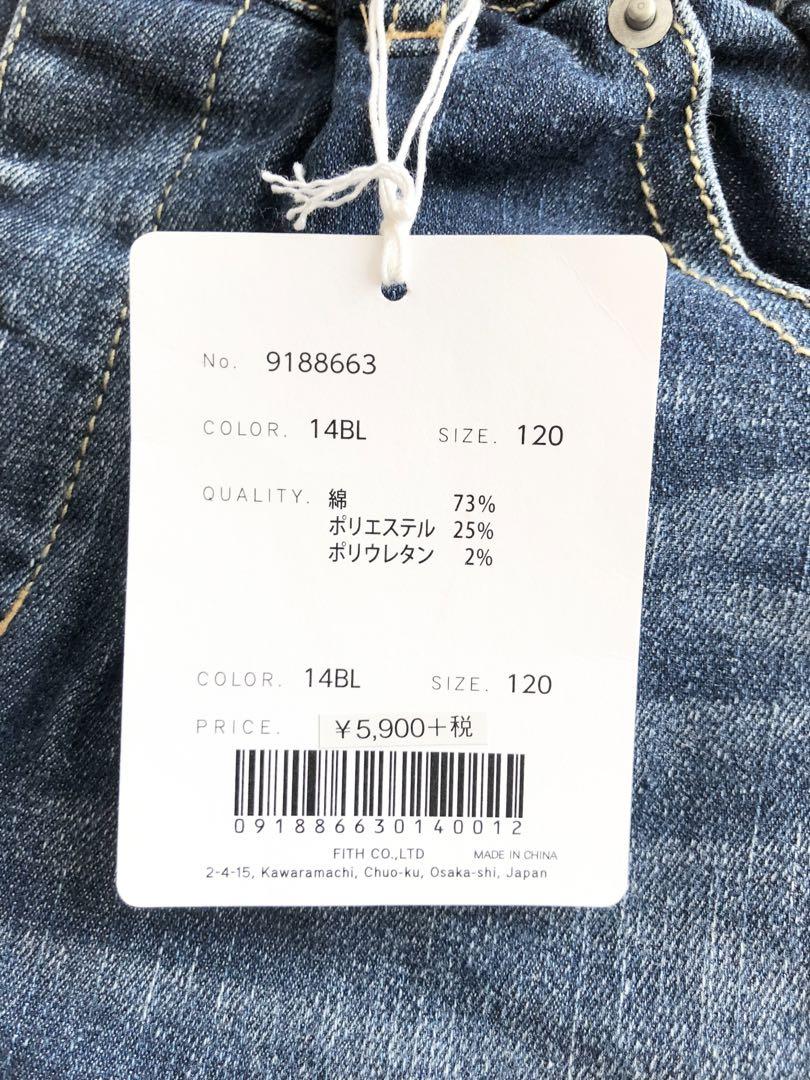 No. 9188663
COLOR. 14BL SIZE. 120
QUALITY. 綿 73%
ポリエステル 25%
ポリウレタン 2%
COLOR. 14BL SIZE. 120
PRICE. ¥5,900+税
0918866630140012
FITH CO.,LTD MADE IN CHINA
2-4-15, Kawaramachi, Chuo-ku, Osaka-shi, Japan